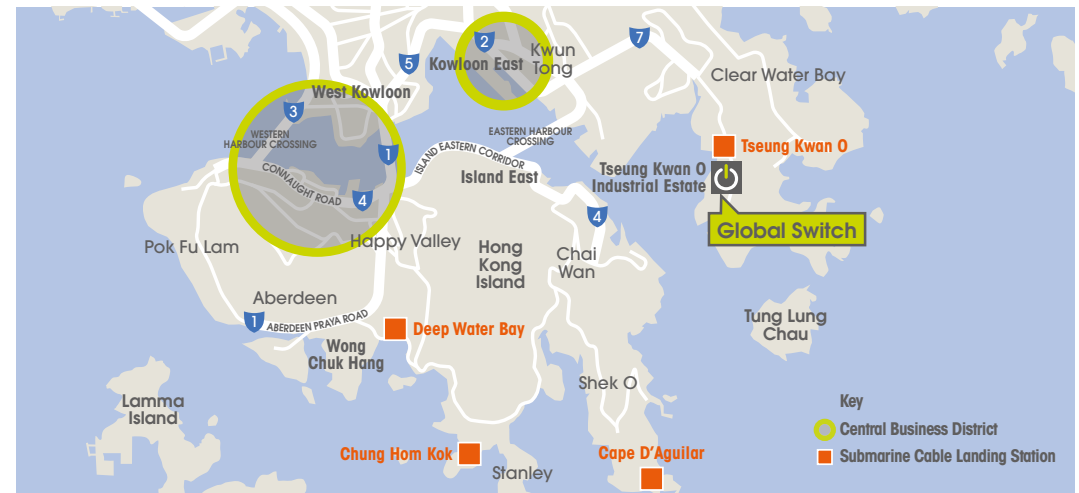 2
Kwun
Tong
7
5
Kowloon East
Clear Water Bay
West Kowloon
3
WESTERN
HARBOUR CROSSING
EASTERN HARBOUR
CROSSING
1
ISLAND EASTERN CORRIDOR
Tseung Kwan O
CONNAUGHT ROAD
Island East
Tseung Kwan O
Industrial Estate
4
4
Global Switch
Pok Fu Lam
Happy Valley
Hong
Kong
Island
Chai
Wan
Aberdeen
1
ABERDEEN PRAYA ROAD
Deep Water Bay
Tung Lung
Chau
Wong
Chuk Hang
Shek O
Lamma
Island
Key
Central Business District
Chung Hom Kok
Cape D'Aguilar
Submarine Cable Landing Station
Stanley